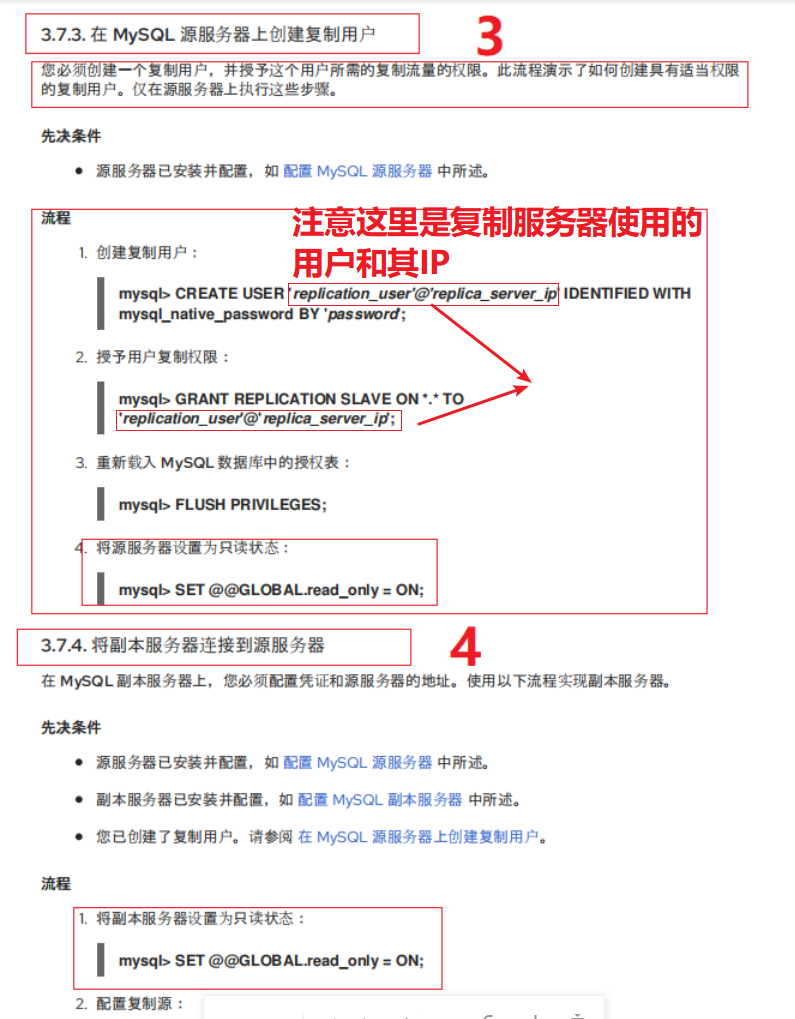 3.7.3. 在 MySQL 源服务器上创建复制用户
3
您必须创建一个复制用户，并授予这个用户所需的复制流量的权限。此流程演示了如何创建具有适当权限
的复制用户。仅在源服务器上执行这些步骤。
先决条件
• 源服务器已安装并配置，如 配置 MySQL 源服务器 中所述。
流程
注意这里是复制服务器使用的
用户和其IP
1. 创建复制用户：
mysql> CREATE USER 'replication_user'@'replica_server_ip' IDENTIFIED WITH
mysql_native_password BY 'password';
2. 授予用户复制权限：
mysql> GRANT REPLICATION SLAVE ON *.* TO
'replication_user'@'replica_server_ip';
3. 重新载入 MySQL 数据库中的授权表：
mysql> FLUSH PRIVILEGES;
4. 将源服务器设置为只读状态：
mysql> SET @@GLOBAL.read_only = ON;
3.7.4. 将副本服务器连接到源服务器
4
在 MySQL 副本服务器上，您必须配置凭证和源服务器的地址。使用以下流程实现副本服务器。
先决条件
• 源服务器已安装并配置，如 配置 MySQL 源服务器 中所述。
• 副本服务器已安装并配置，如 配置 MySQL 副本服务器 中所述。
• 您已创建了复制用户。请参阅 在 MySQL 源服务器上创建复制用户。
流程
1. 将副本服务器设置为只读状态：
mysql> SET @@GLOBAL.read_only = ON;
2. 配置复制源：